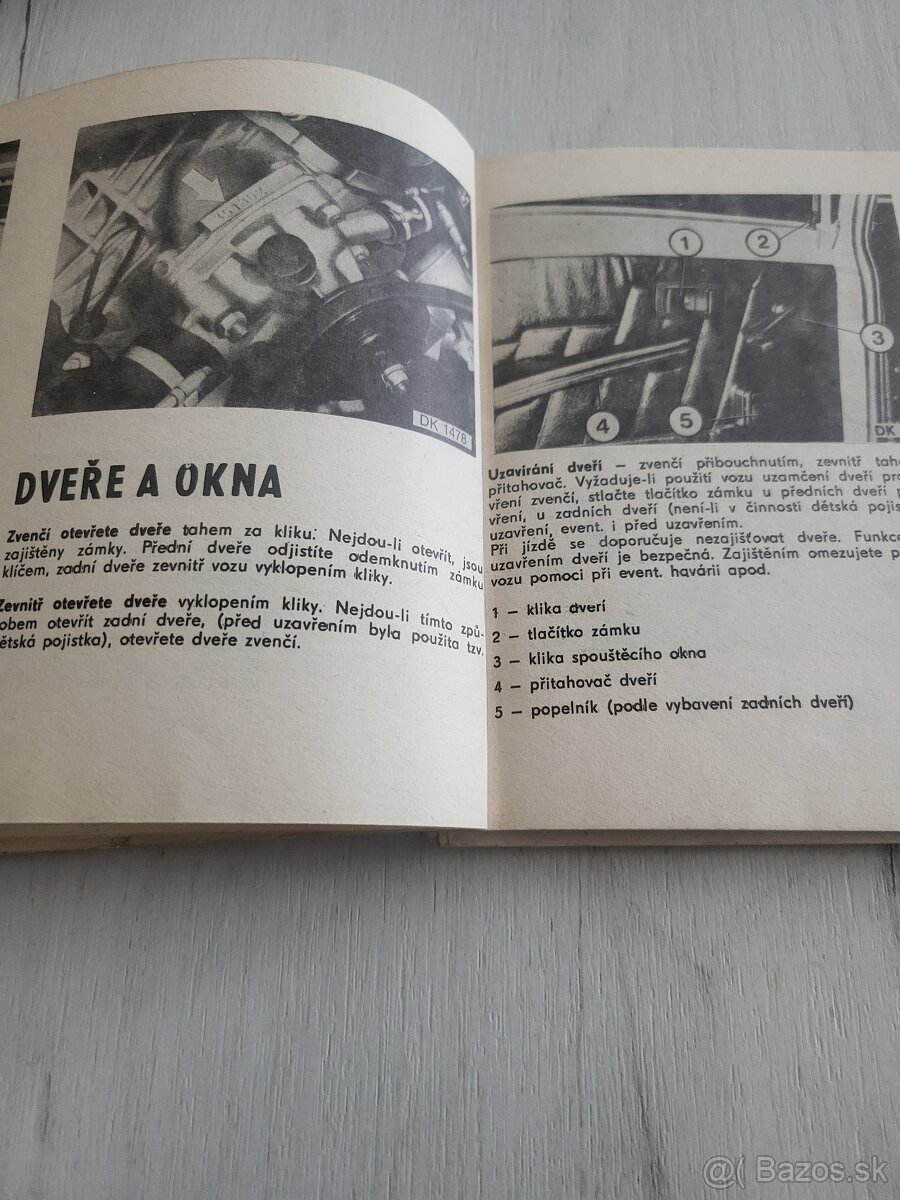 DK 1478
DVEŘE A OKNA
Zvenčí otevřete dveře tahem za kliku. Nejdou-li otevřít, jsou
zajištěny zámky. Přední dveře odjistíte odemknutím zámku
klíčem, zadní dveře zevnitř vozu vyklopením kliky.
Zevnitř otevřete dveře vyklopením kliky. Nejdou-li tímto způ-
obem otevřít zadní dveře, (před uzavřením byla použita tzv.
ětská pojistka), otevřete dveře zvenčí.
1
2
3
4
5
DK
Uzavírání dveří – zvenčí přibouchnutím, zevnitř tahe
přitahovač. Vyžaduje-li použití vozu uzamčení dveří pro
vření zvenčí, stlačte tlačítko zámku u předních dveří p
vření, u zadních dveří (není-li v činnosti dětská pojis
uzavření, event. i před uzavřením.
Při jízdě se doporučuje nezajišťovat dveře. Funkce
uzavřením dveří je bezpečná. Zajištěním omezujete p
vozu pomoci při event. havárii apod.
1 – klika dveří
2 – tlačítko zámku
3 – klika spouštěcího okna
4 – přitahovač dveří
5 – popelník (podle vybavení zadních dveří)
@( Bazos.sk